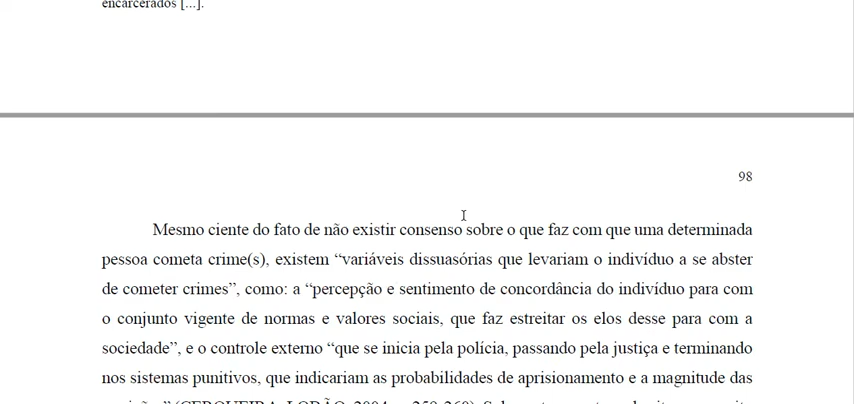 encarcerados [...].
98
Mesmo ciente do fato de não existir consenso sobre o que faz com que uma determinada
pessoa cometa crime(s), existem “variáveis dissuasórias que levariam o indivíduo a se abster
de cometer crimes”, como: a “percepção e sentimento de concordância do indivíduo para com
o conjunto vigente de normas e valores sociais, que faz estreitar os elos desse para com a
sociedade”, e o controle externo “que se inicia pela polícia, passando pela justiça e terminando
nos sistemas punitivos, que indicariam as probabilidades de aprisionamento e a magnitude das
(CERQUEIRA; LOBÃO, 2004,